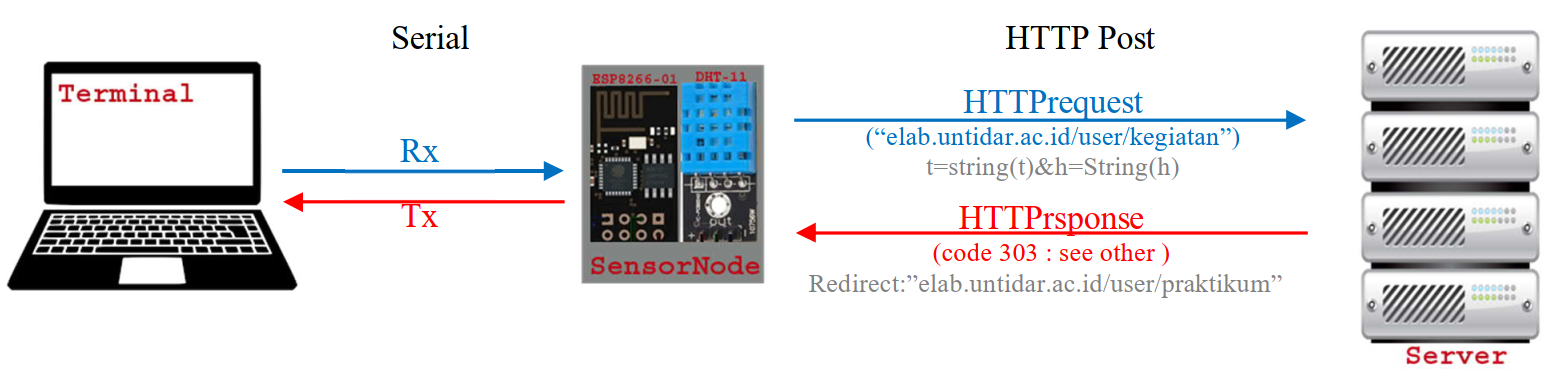 Serial
HTTP Post
Terminal
ESP8266-01 DHT-11
HTTPrequest
(“elab.untidar.ac.id/user/kegiatan”)
t=string(t)&h=String(h)
Rx
Tx
HTTPrsponse
(code 303 : see other )
Redirect:”elab.untidar.ac.id/user/praktikum”
+
SensorNode
Server